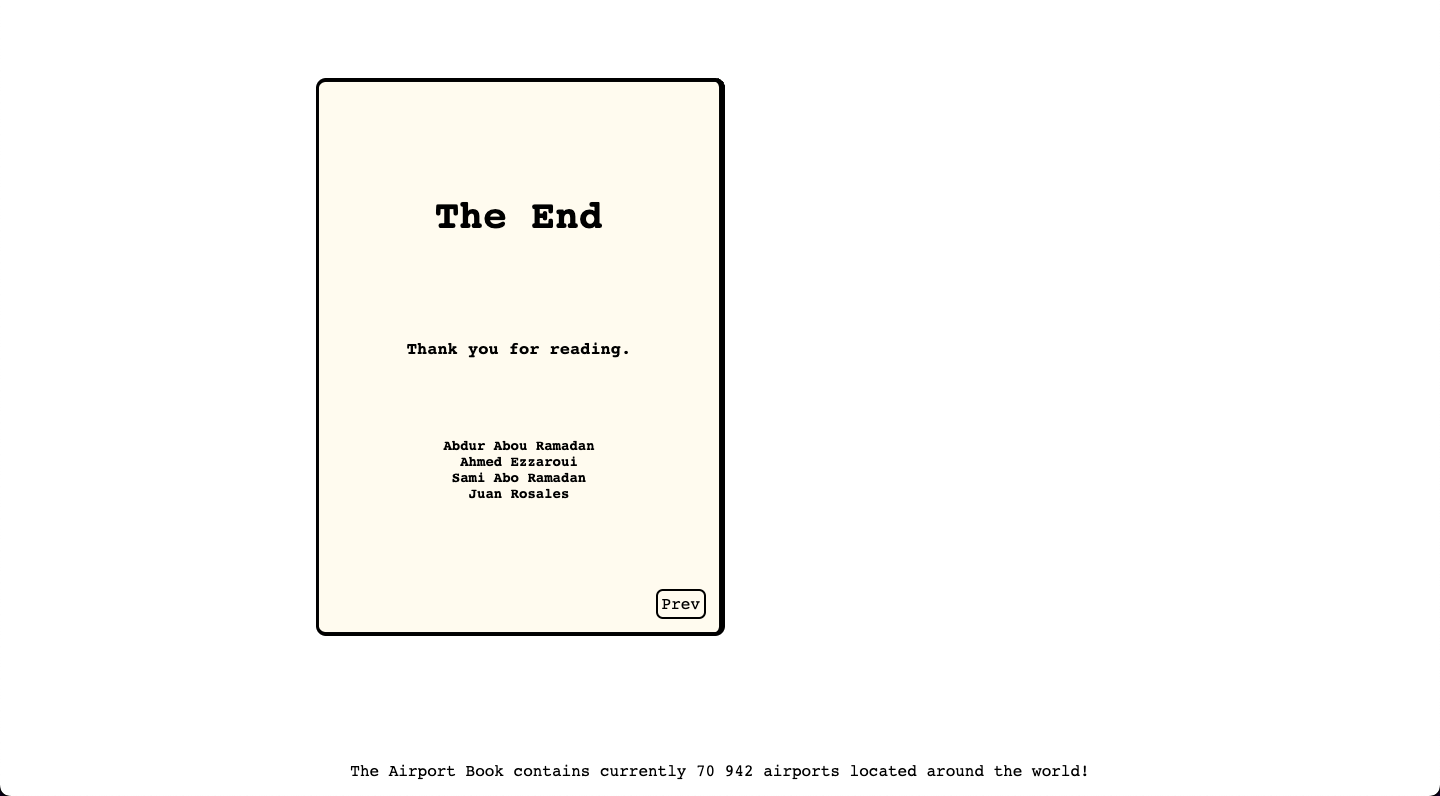 The End
Thank you for reading.
Abdur Abou Ramadan
Ahmed Ezzaroui
Sami Abo Ramadan
Juan Rosales
Prev
The Airport Book contains currently 70 942 airports located around the world!